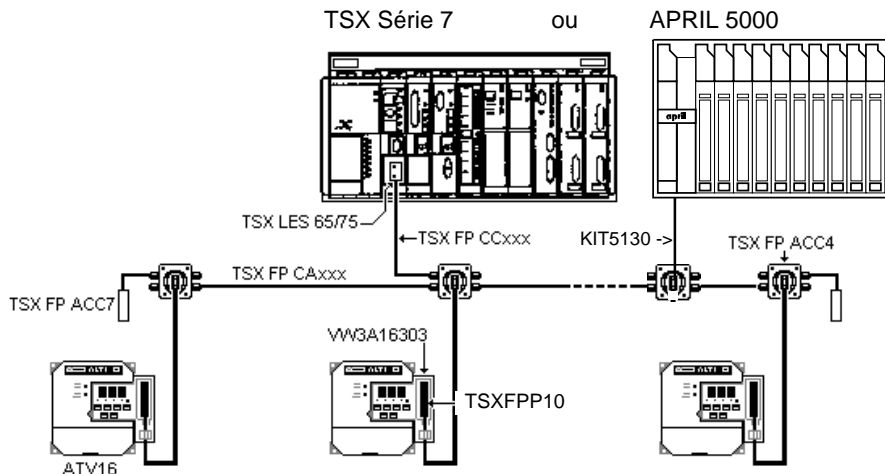 TSX Série 7 ou APRIL 5000
april
TSX LES 65/75
TSX FP CCxxx
KIT5130 ->
TSX FP ACC4
TSX FP CAxxx
TSX FP ACC7
VW3A16303
TSXFPP10
ATV16